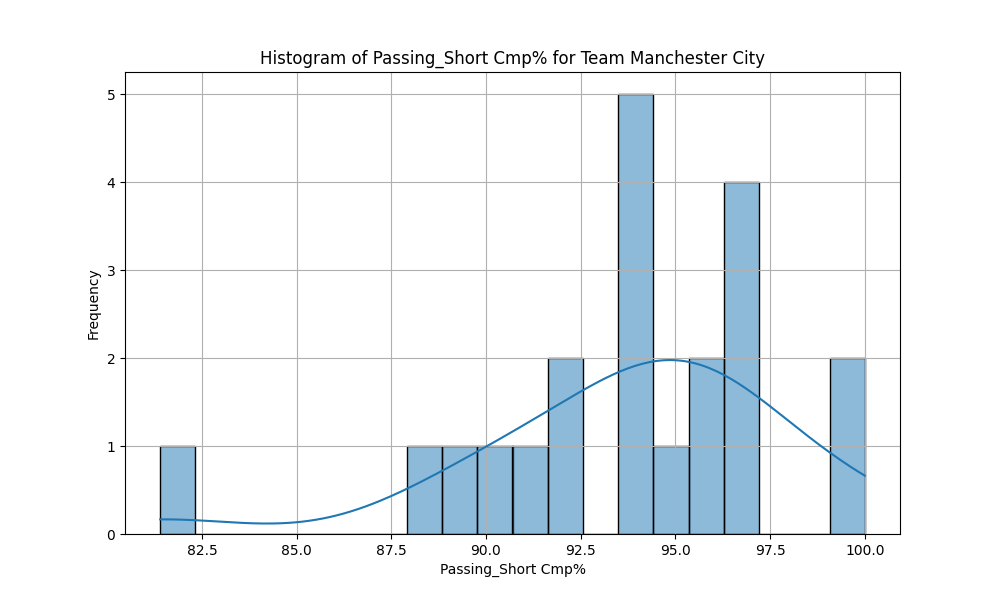 Histogram of Passing_Short Cmp% for Team Manchester City
5
4
3
2
1
0
Frequency
82.5 85.0 87.5 90.0 92.5 95.0 97.5 100.0
Passing_Short Cmp%